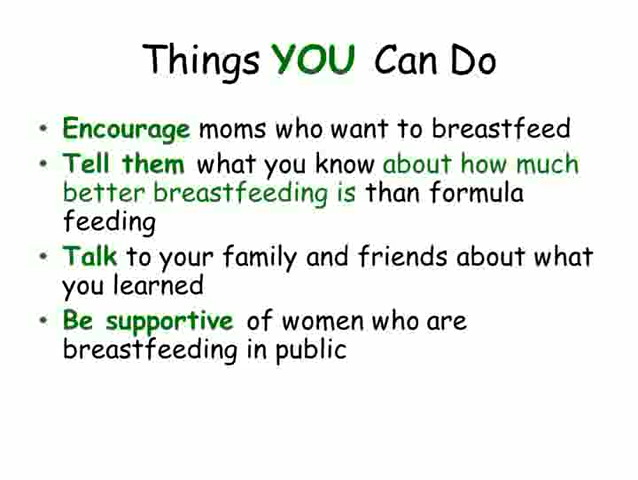 Things YOU Can Do
• Encourage moms who want to breastfeed
• Tell them what you know about how much
better breastfeeding is than formula
feeding
• Talk to your family and friends about what
you learned
• Be supportive of women who are
breastfeeding in public